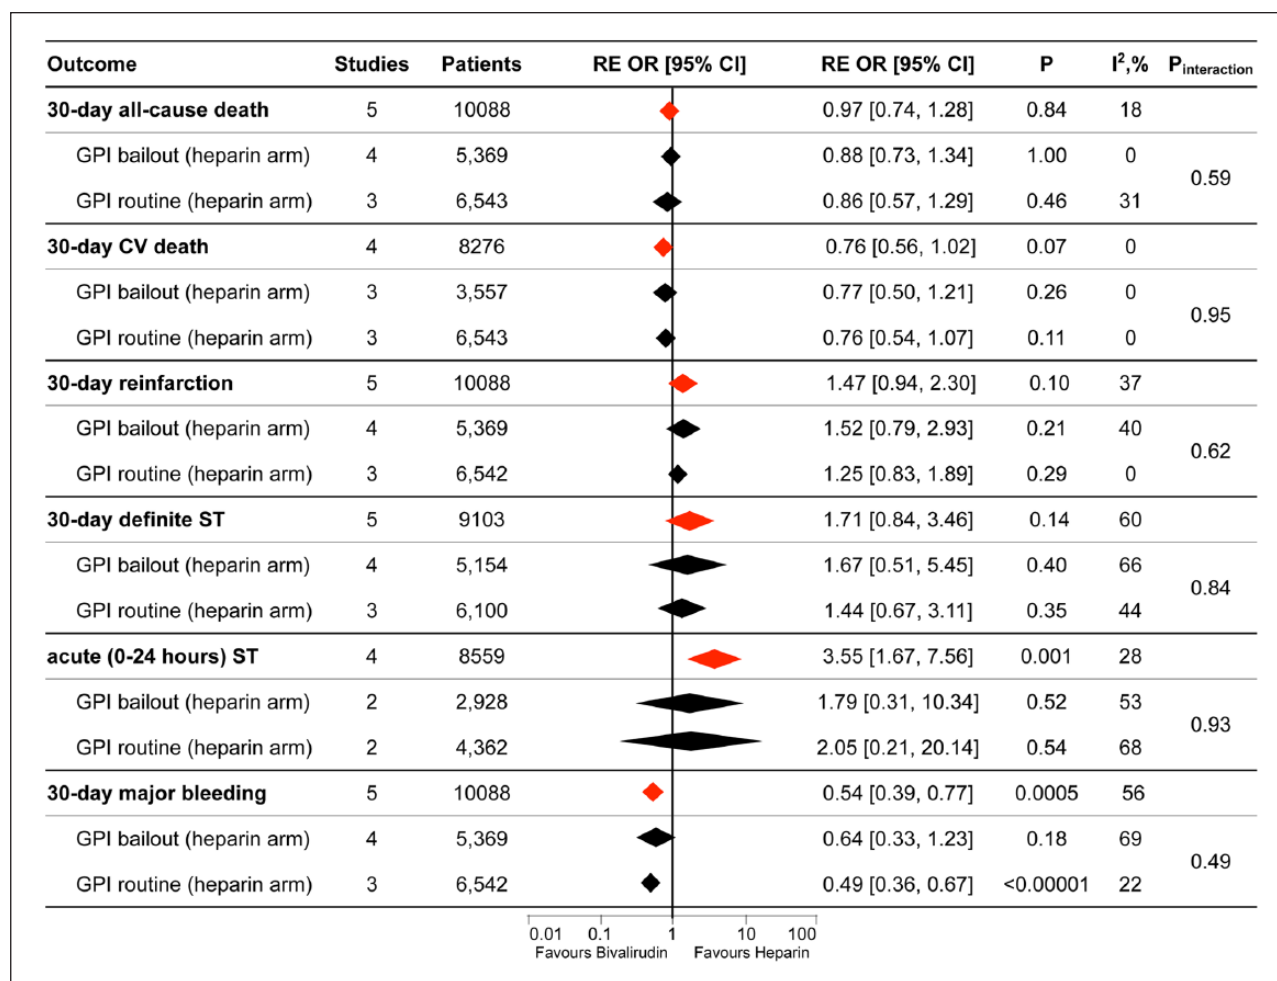 Outcome Studies Patients RE OR [95% CI] RE OR [95% CI] P I²,% Pinteraction
30-day all-cause death 5 10088 0.97 [0.74, 1.28] 0.84 18
GPI bailout (heparin arm) 4 5,369 0.88 [0.73, 1.34] 1.00 0
0.59
GPI routine (heparin arm) 3 6,543 0.86 [0.57, 1.29] 0.46 31
30-day CV death 4 8276 0.76 [0.56, 1.02] 0.07 0
GPI bailout (heparin arm) 3 3,557 0.77 [0.50, 1.21] 0.26 0
0.95
GPI routine (heparin arm) 3 6,543 0.76 [0.54, 1.07] 0.11 0
30-day reinfarction 5 10088 1.47 [0.94, 2.30] 0.10 37
GPI bailout (heparin arm) 4 5,369 1.52 [0.79, 2.93] 0.21 40
0.62
GPI routine (heparin arm) 3 6,542 1.25 [0.83, 1.89] 0.29 0
30-day definite ST 5 9103 1.71 [0.84, 3.46] 0.14 60
GPI bailout (heparin arm) 4 5,154 1.67 [0.51, 5.45] 0.40 66
0.84
GPI routine (heparin arm) 3 6,100 1.44 [0.67, 3.11] 0.35 44
acute (0-24 hours) ST 4 8559 3.55 [1.67, 7.56] 0.001 28
GPI bailout (heparin arm) 2 2,928 1.79 [0.31, 10.34] 0.52 53
0.93
GPI routine (heparin arm) 2 4,362 2.05 [0.21, 20.14] 0.54 68
30-day major bleeding 5 10088 0.54 [0.39, 0.77] 0.0005 56
GPI bailout (heparin arm) 4 5,369 0.64 [0.33, 1.23] 0.18 69
0.49
GPI routine (heparin arm) 3 6,542 0.49 [0.36, 0.67] <0.00001 22
0.01 0.1 1 10 100
Favours Bivalirudin Favours Heparin